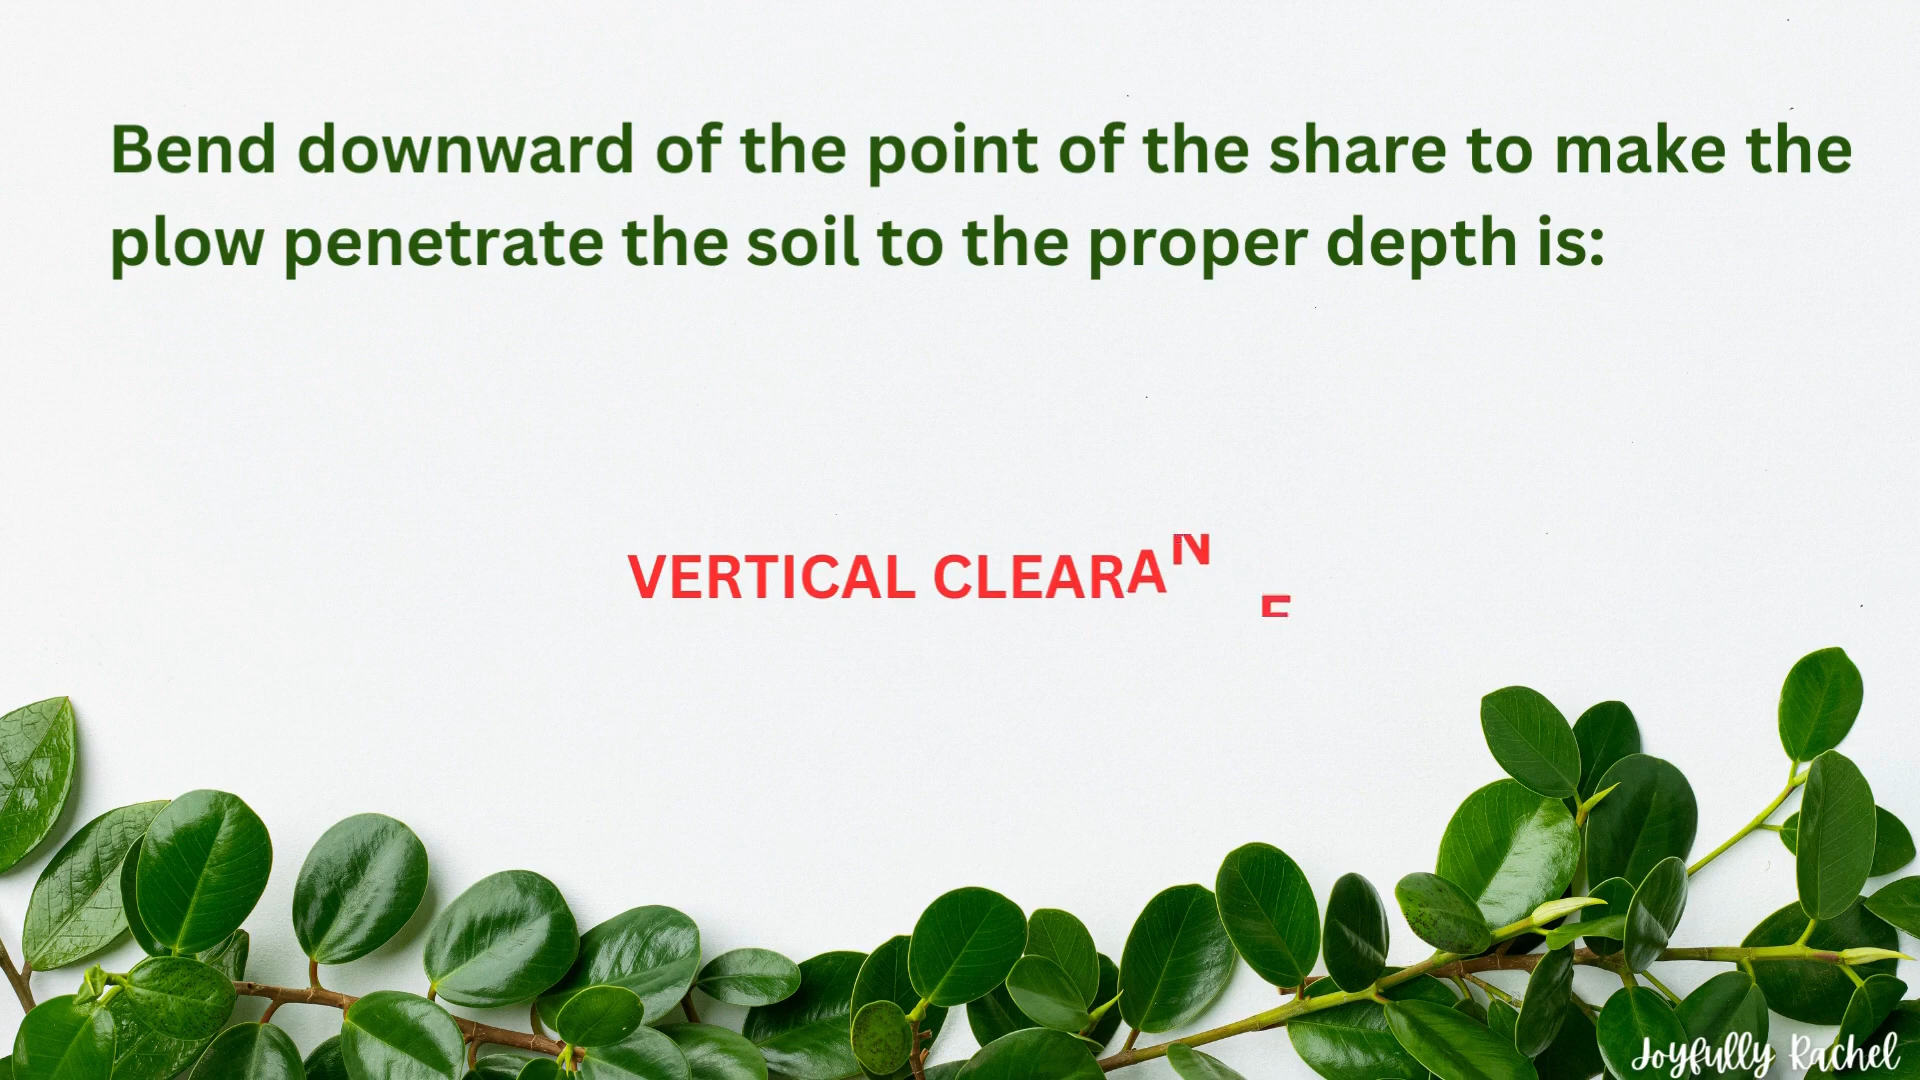 Bend downward of the point of the share to make the
plow penetrate the soil to the proper depth is:
VERTICAL CLEARAN E
Joyfully Rachel